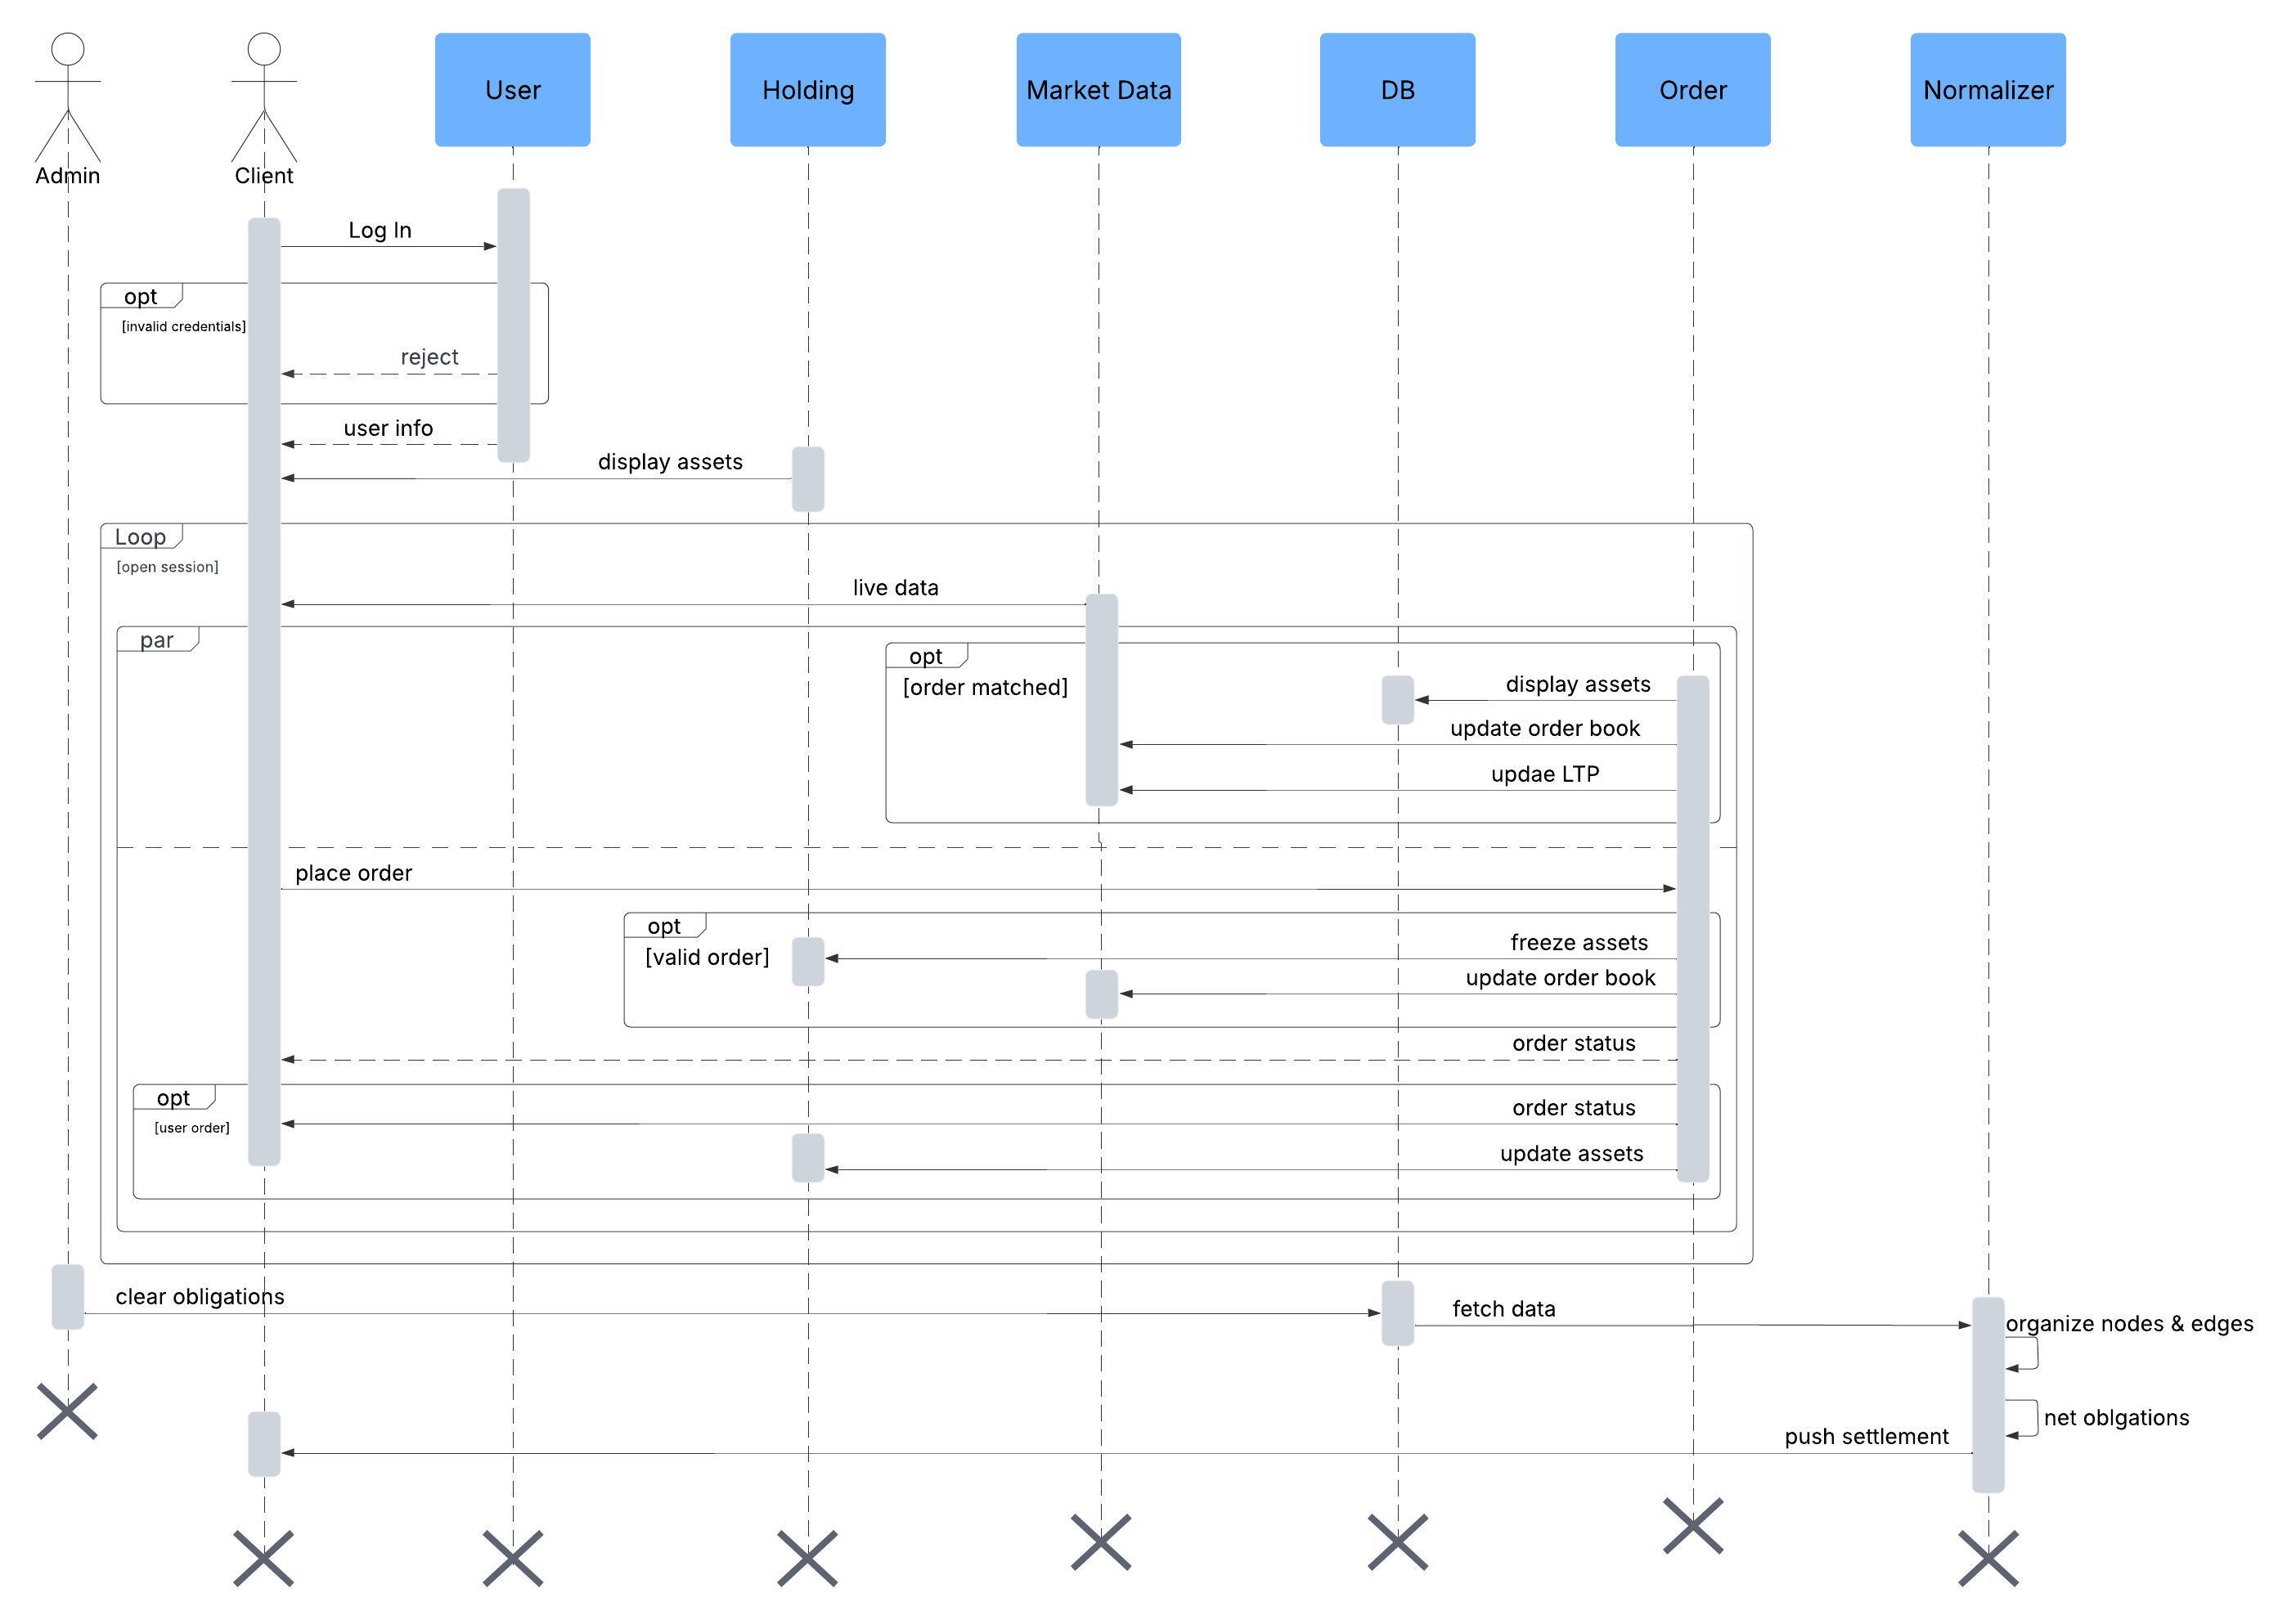 Admin
Client
User
Holding
Market Data
DB
Order
Normalizer
Log In
opt
[invalid credentials]
reject
user info
display assets
Loop
[open session]
live data
par
opt
[order matched]
display assets
update order book
updae LTP
place order
opt
[valid order]
freeze assets
update order book
order status
opt
[user order]
order status
update assets
clear obligations
fetch data
organize nodes & edges
net oblgations
push settlement